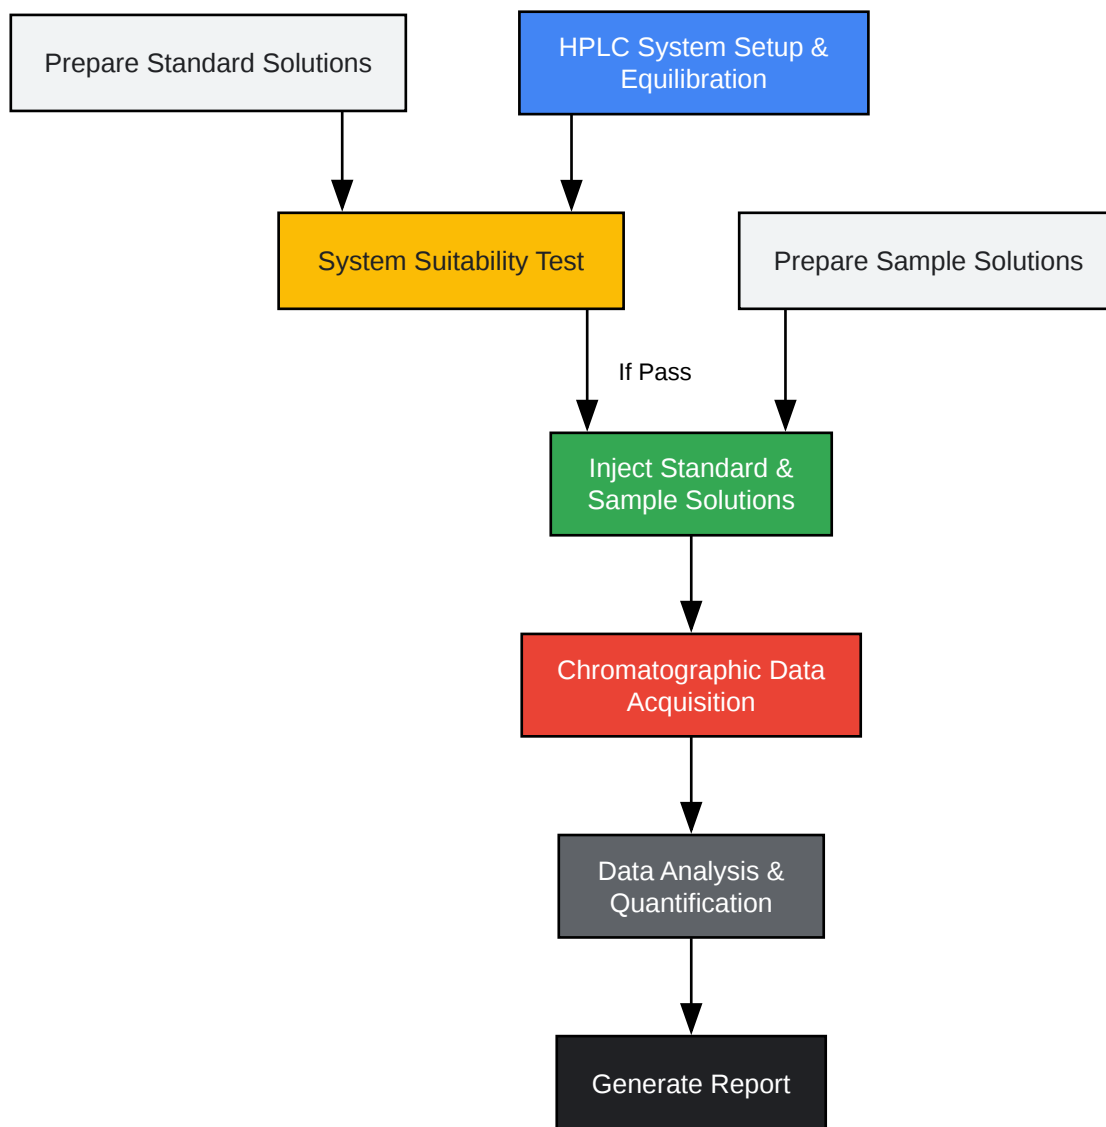 Prepare Standard Solutions
HPLC System Setup &
Equilibration
System Suitability Test
Prepare Sample Solutions
If Pass
Inject Standard &
Sample Solutions
Chromatographic Data
Acquisition
Data Analysis &
Quantification
Generate Report